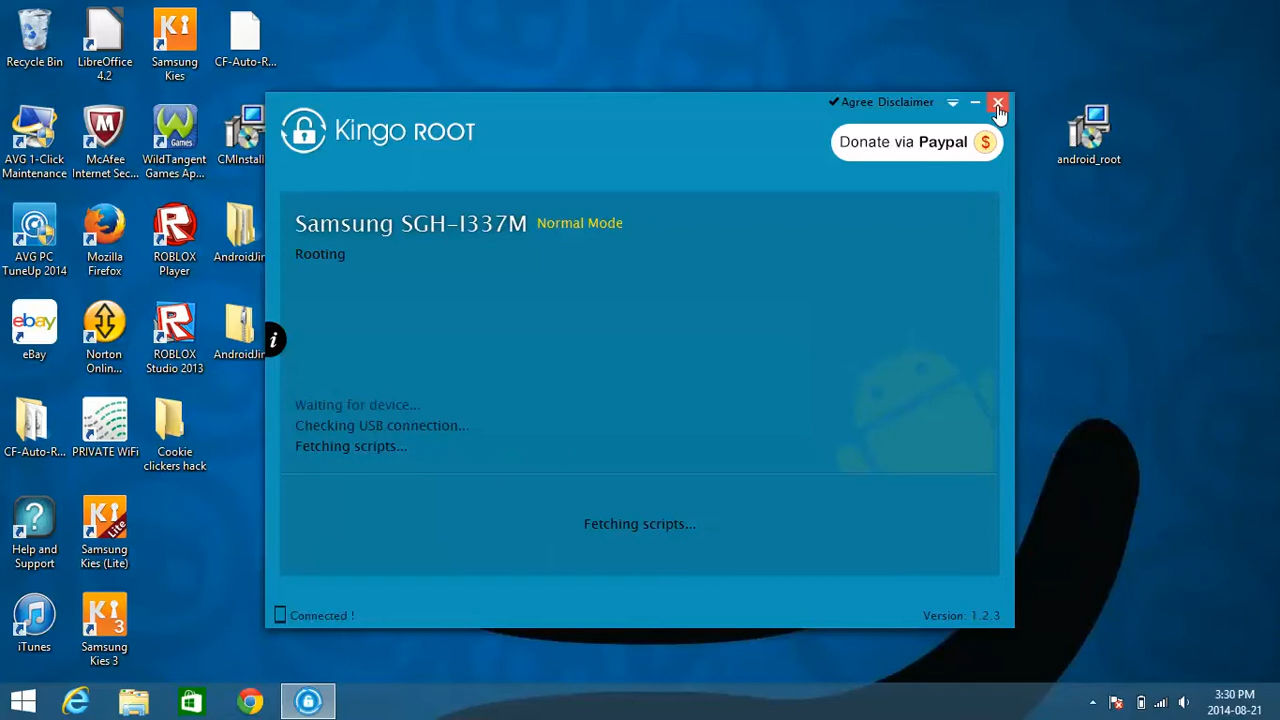 Recycle Bin
LibreOffice
4.2
Samsung
Kies
CF-Auto-R...
AVG 1-Click
Maintenance
McAfee
Internet Sec...
WildTangent
Games Ap...
CMInstall
AVG PC
TuneUp 2014
Mozilla
Firefox
ROBLOX
Player
AndroidJin
eBay
Norton
Onlin...
ROBLOX
Studio 2013
AndroidJin
CF-Auto-R...
PRIVATE WiFi
Cookie
clickers hack
Help and
Support
Samsung
Kies (Lite)
iTunes
Samsung
Kies 3
Agree Disclaimer
Kingo ROOT
Donate via Paypal $
Samsung SGH-I337M Normal Mode
Rooting
i
Waiting for device...
Checking USB connection...
Fetching scripts...
Fetching scripts...
Connected !
Version: 1.2.3
android_root
3:30 PM
2014-08-21